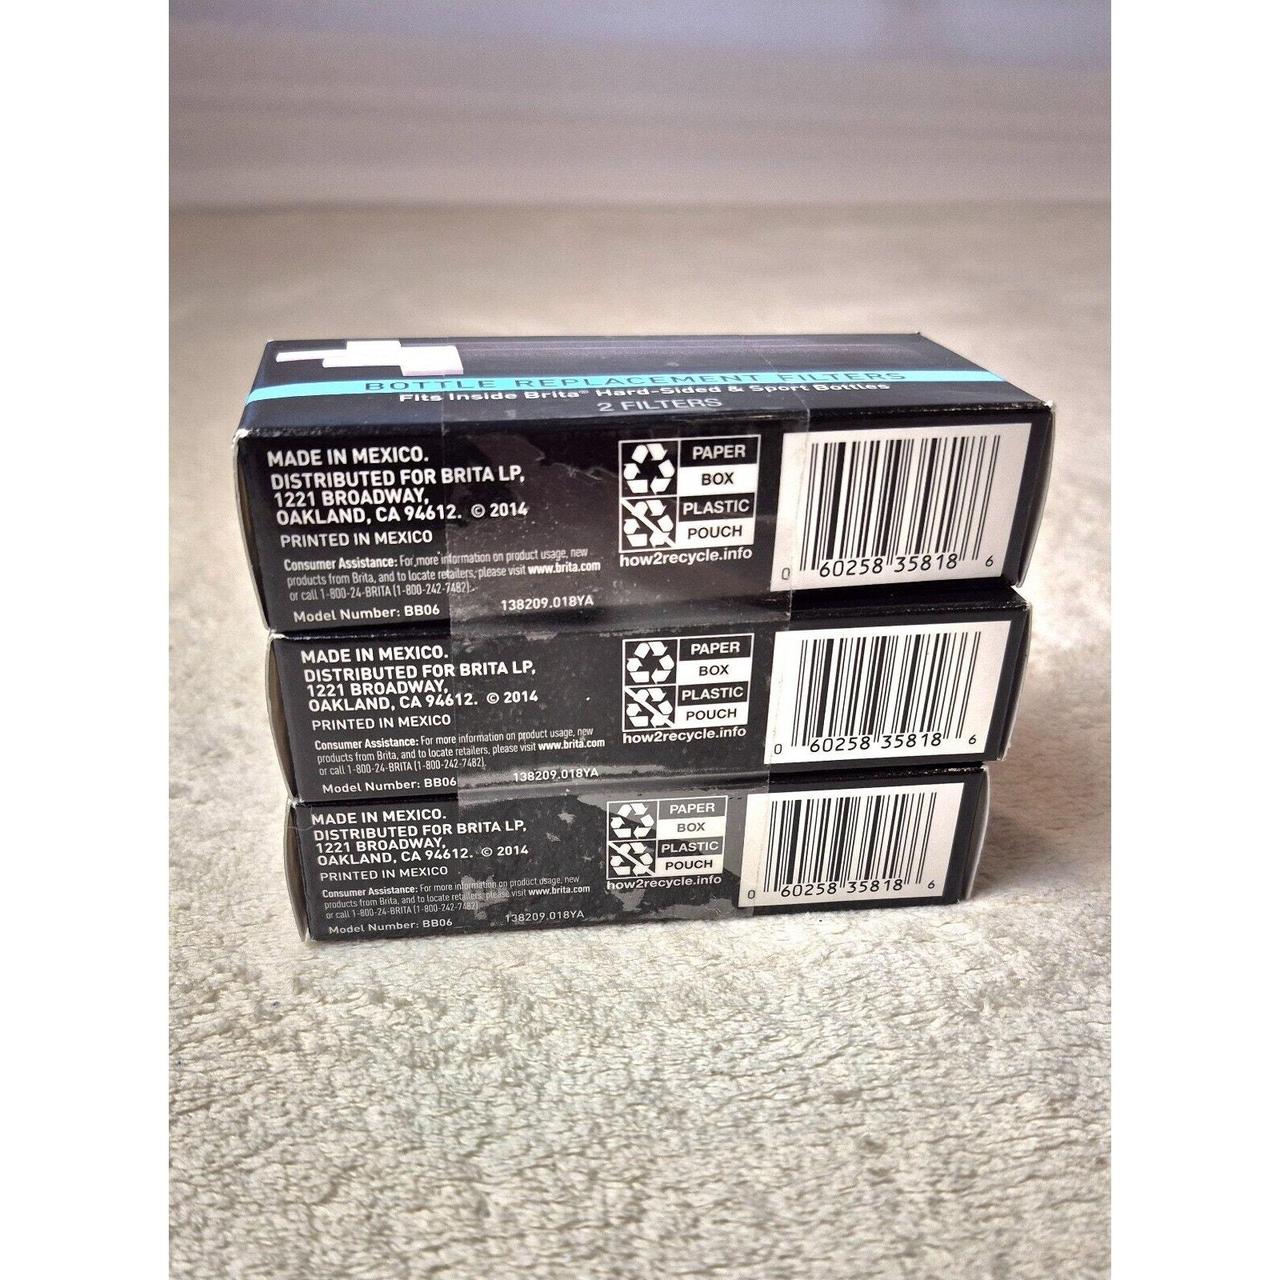 BOTTLE REPLACEMENT FILTERS
Fits Inside Brita® Hard-Sided & Sport Bottles
2 FILTERS
MADE IN MEXICO.
DISTRIBUTED FOR BRITA LP,
1221 BROADWAY,
OAKLAND, CA 94612. © 2014
PRINTED IN MEXICO
Consumer Assistance: For more information on product usage, new
products from Brita, and to locate retailers, please visit www.brita.com
or call 1-800-24-BRITA (1-800-242-7482).
Model Number: BB06
138209.018YA
PAPER
BOX
PLASTIC
POUCH
how2recycle.info
0 60258 35818 6
MADE IN MEXICO.
DISTRIBUTED FOR BRITA LP,
1221 BROADWAY,
OAKLAND, CA 94612. © 2014
PRINTED IN MEXICO
Consumer Assistance: For more information on product usage, new
products from Brita, and to locate retailers, please visit www.brita.com
or call 1-800-24-BRITA (1-800-242-7482).
Model Number: BB06
138209.018YA
PAPER
BOX
PLASTIC
POUCH
how2recycle.info
0 60258 35818 6
MADE IN MEXICO.
DISTRIBUTED FOR BRITA LP,
1221 BROADWAY,
OAKLAND, CA 94612. © 2014
PRINTED IN MEXICO
Consumer Assistance: For more information on product usage, new
products from Brita, and to locate retailers, please visit www.brita.com
or call 1-800-24-BRITA (1-800-242-7482).
Model Number: BB06
138209.018YA
PAPER
BOX
PLASTIC
POUCH
how2recycle.info
0 60258 35818 6